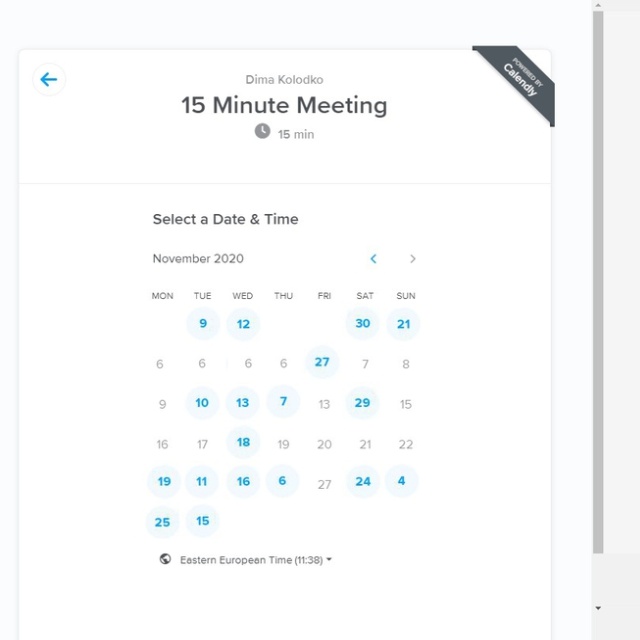 POWERED BY
Calendly
Dima Kolodko
15 Minute Meeting
15 min
Select a Date & Time
November 2020
MON TUE WED THU FRI SAT SUN
9 12 30 21
6 6 6 6 27 7 8
9 10 13 7 13 29 15
16 17 18 19 20 21 22
19 11 16 6 27 24 4
25 15
Eastern European Time (11:38)